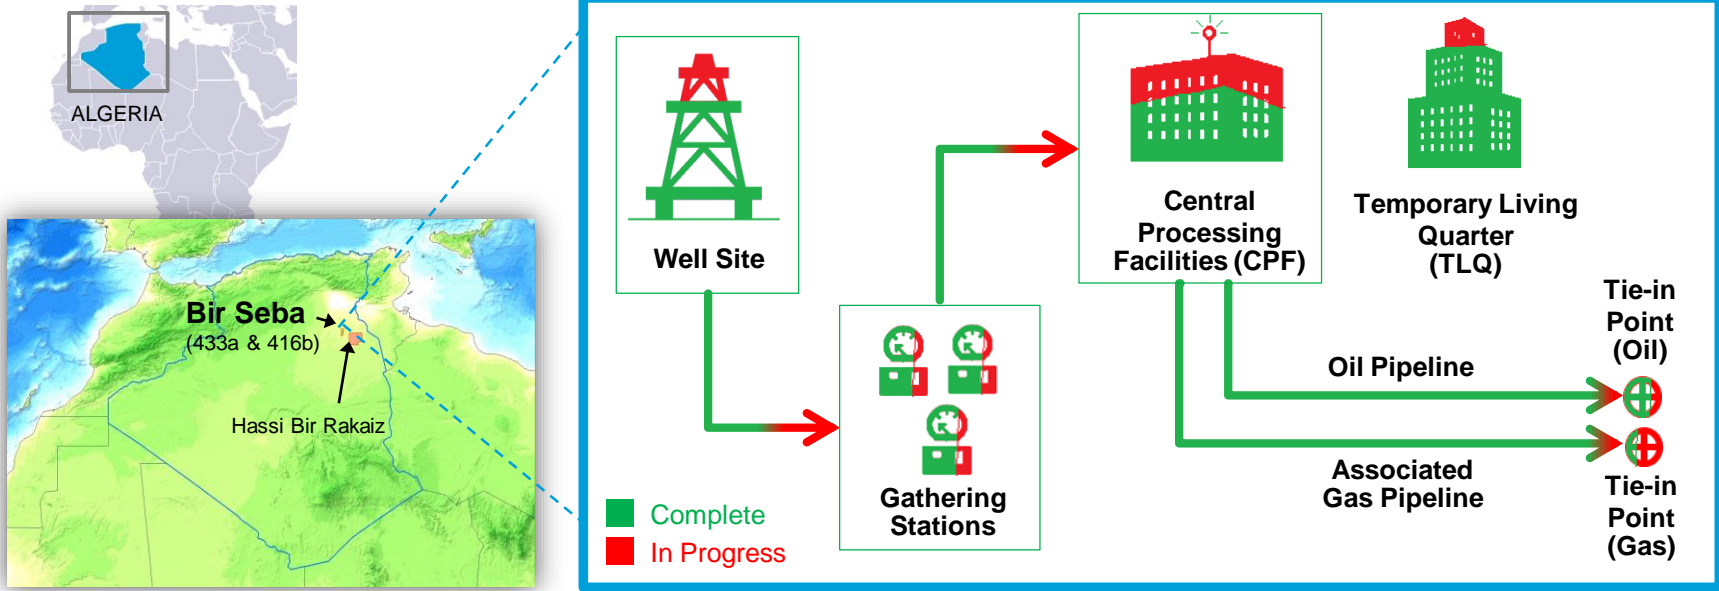 ALGERIA
Bir Seba
(433a & 416b)
Hassi Bir Rakaiz
Well Site
Gathering
Stations
Central
Processing
Facilities (CPF)
Temporary Living
Quarter
(TLQ)
Oil Pipeline
Associated
Gas Pipeline
Tie-in
Point
(Oil)
Tie-in
Point
(Gas)
Complete
In Progress